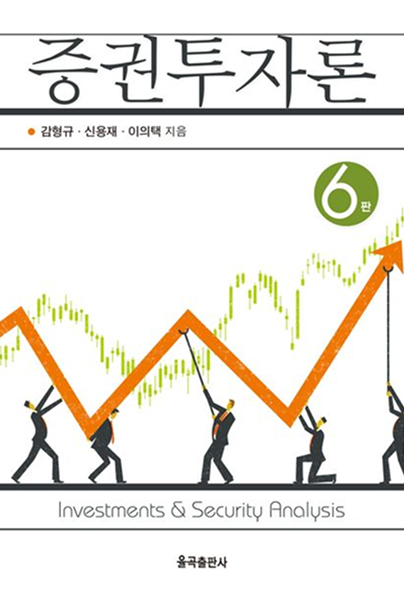 증권투자론
감형규 · 신용재 · 이의택 지음
6판
Investments & Security Analysis
율곡출판사